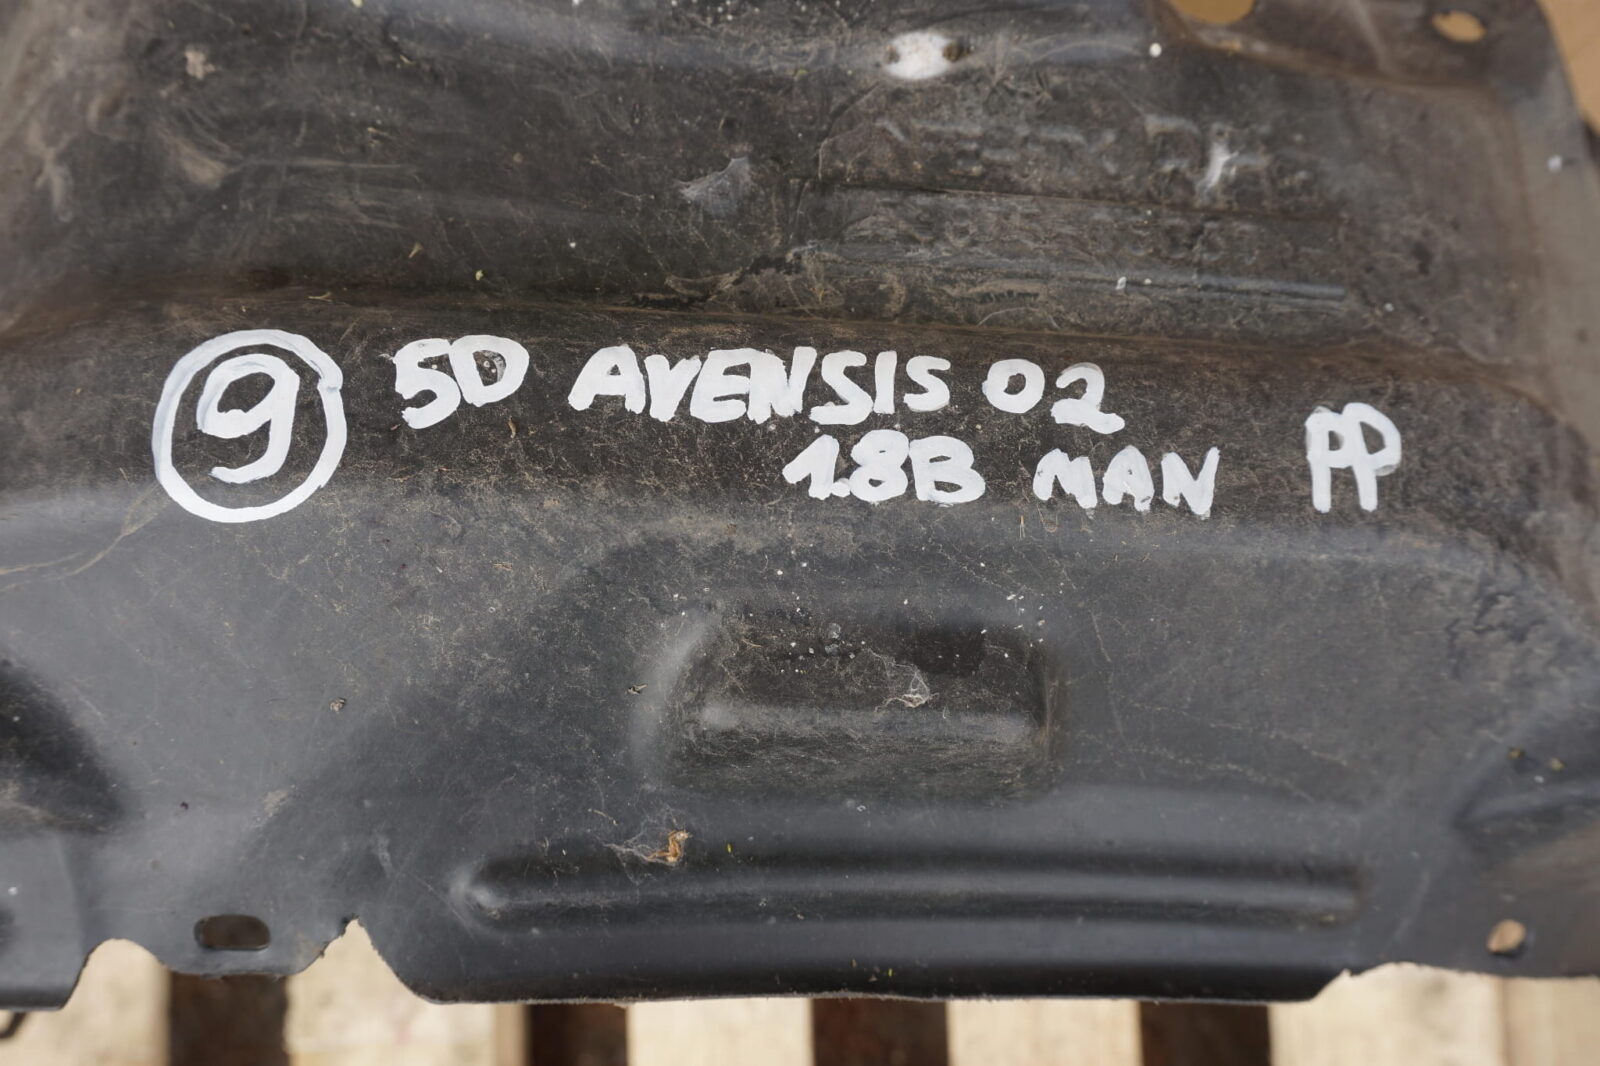 9 5D AVENSIS 02
1.8B MAN PP